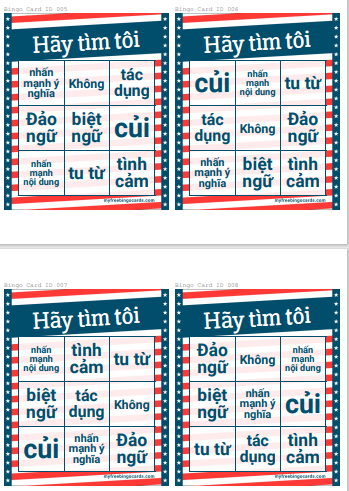 Bingo Card ID 005
Hãy tìm tôi
nhấn mạnh ý nghĩa
Không
tác dụng
Đảo ngữ
biệt ngữ
củi
nhấn mạnh nội dung
tu từ
tình cảm
myfreebingocards.com
Bingo Card ID 006
Hãy tìm tôi
củi
nhấn mạnh nội dung
tu từ
tác dụng
Không
Đảo ngữ
nhấn mạnh ý nghĩa
biệt ngữ
tình cảm
myfreebingocards.com
Bingo Card ID 007
Hãy tìm tôi
nhấn mạnh nội dung
tình cảm
tu từ
biệt ngữ
tác dụng
Không
củi
nhấn mạnh ý nghĩa
Đảo ngữ
myfreebingocards.com
Bingo Card ID 008
Hãy tìm tôi
Đảo ngữ
Không
nhấn mạnh nội dung
biệt ngữ
nhấn mạnh ý nghĩa
củi
tu từ
tác dụng
tình cảm
myfreebingocards.com